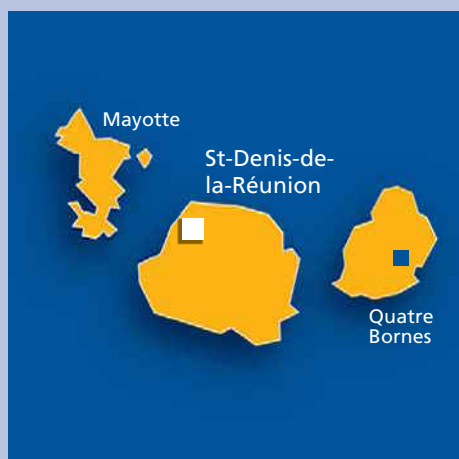 Mayotte
St-Denis-de-
la-Réunion
Quatre
Bornes